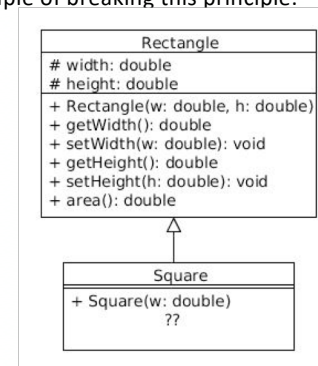 of breaking this principle.
Rectangle
# width: double
# height: double
+ Rectangle(w: double, h: double)
+ getWidth(): double
+ setWidth(w: double): void
+ getHeight(): double
+ setHeight(h: double): void
+ area(): double
Square
+ Square(w: double)
??